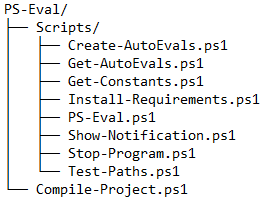 PS-Eval/
├── Scripts/
│   ├── Create-AutoEvals.ps1
│   ├── Get-AutoEvals.ps1
│   ├── Get-Constants.ps1
│   ├── Install-Requirements.ps1
│   ├── PS-Eval.ps1
│   ├── Show-Notification.ps1
│   ├── Stop-Program.ps1
│   ├── Test-Paths.ps1
└── Compile-Project.ps1